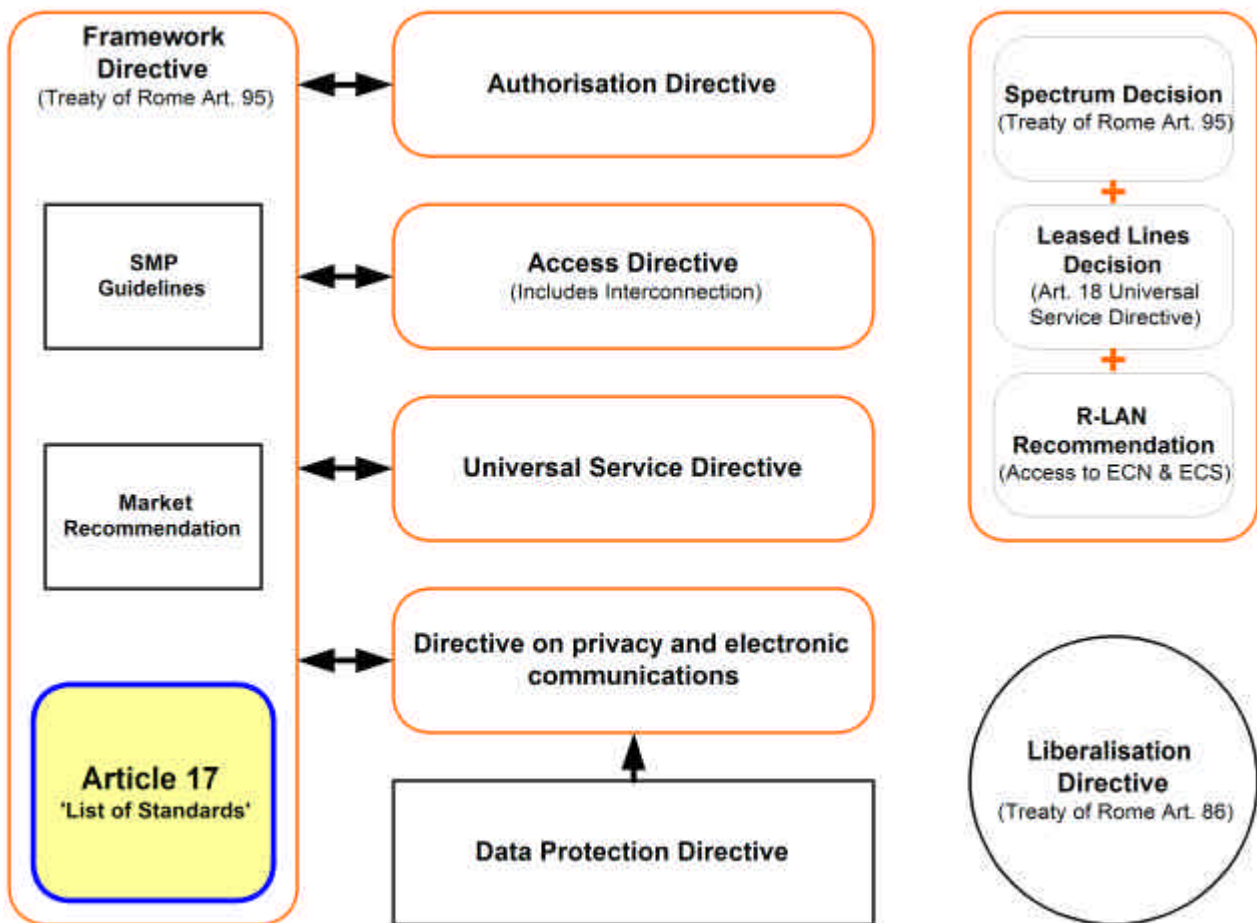 Framework
Directive
(Treaty of Rome Art. 95)
SMP
Guidelines
Market
Recommendation
Article 17
'List of Standards'
Authorisation Directive
Access Directive
(Includes Interconnection)
Universal Service Directive
Directive on privacy and electronic
communications
Data Protection Directive
Spectrum Decision
(Treaty of Rome Art. 95)
+
Leased Lines
Decision
(Art. 18 Universal
Service Directive)
+
R-LAN
Recommendation
(Access to ECN & ECS)
Liberalisation
Directive
(Treaty of Rome Art. 86)